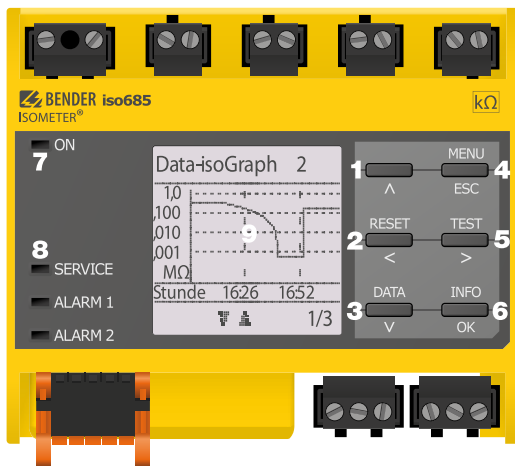 BENDER iso685
ISOMETER®
kΩ
ON
7
8
SERVICE
ALARM 1
ALARM 2
Data-isoGraph 2
1,0
,100
,010
,001
MΩ
9
Stunde 16:26 16:52
1/3
1
∧
MENU
4
ESC
RESET
2
<
TEST
5
>
DATA
3
∨
INFO
6
OK